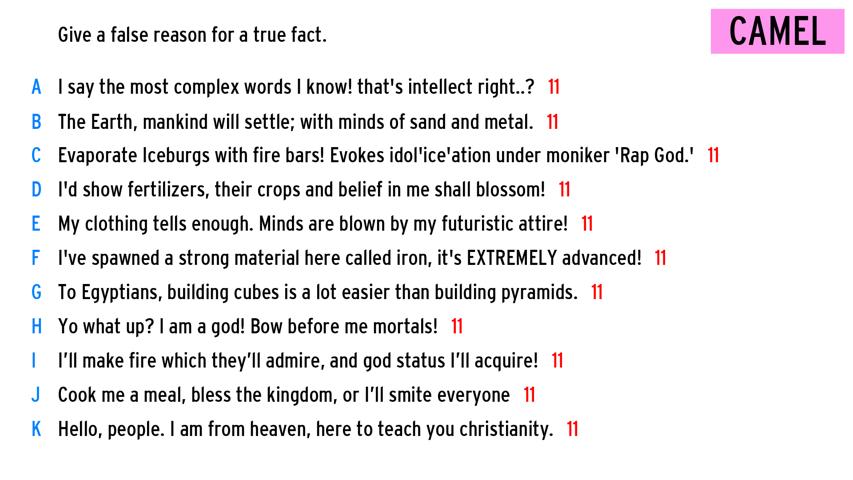 Give a false reason for a true fact.
CAMEL
A I say the most complex words I know! that's intellect right..? 11
B The Earth, mankind will settle; with minds of sand and metal. 11
C Evaporate Iceburgs with fire bars! Evokes idol'ice'ation under moniker 'Rap God.' 11
D I'd show fertilizers, their crops and belief in me shall blossom! 11
E My clothing tells enough. Minds are blown by my futuristic attire! 11
F I've spawned a strong material here called iron, it's EXTREMELY advanced! 11
G To Egyptians, building cubes is a lot easier than building pyramids. 11
H Yo what up? I am a god! Bow before me mortals! 11
I I'll make fire which they'll admire, and god status I'll acquire! 11
J Cook me a meal, bless the kingdom, or I'll smite everyone 11
K Hello, people. I am from heaven, here to teach you christianity. 11